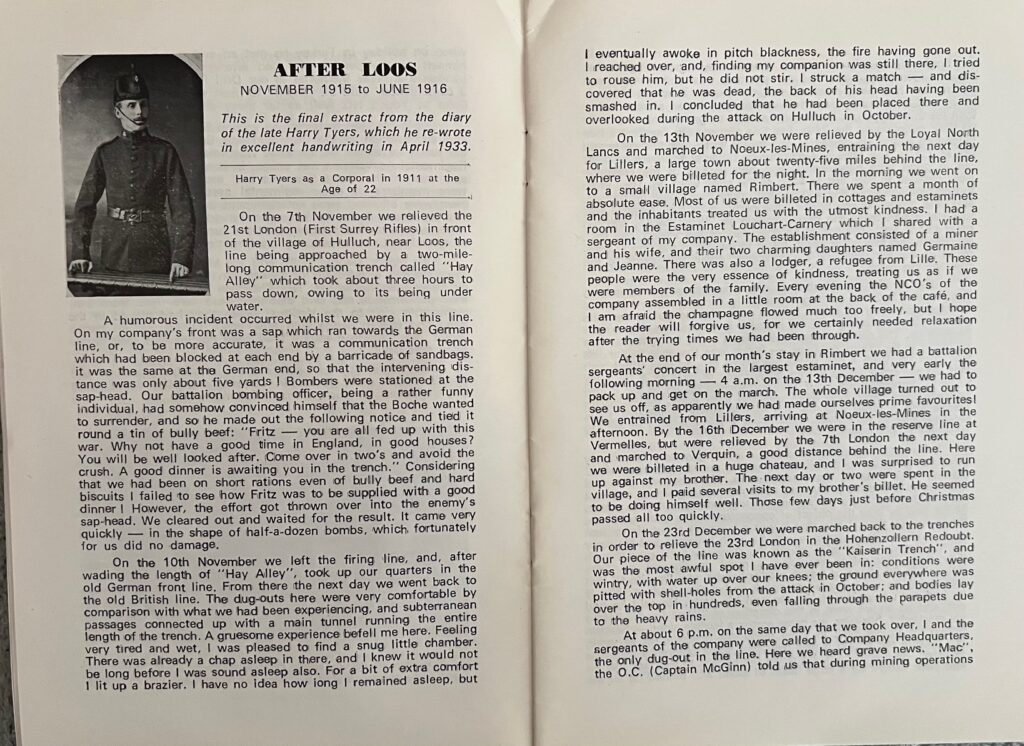 AFTER LOOS
NOVEMBER 1915 to JUNE 1916
This is the final extract from the diary
of the late Harry Tyers, which he re-wrote
in excellent handwriting in April 1933.
Harry Tyers as a Corporal in 1911 at the
Age of 22
On the 7th November we relieved the
21st London (First Surrey Rifles) in front
of the village of Hulluch, near Loos, the
line being approached by a two-mile-
long communication trench called "Hay
Alley" which took about three hours to
pass down, owing to its being under
water.
A humorous incident occurred whilst we were in this line.
On my company's front was a sap which ran towards the German
line, or, to be more accurate, it was a communication trench
which had been blocked at each end by a barricade of sandbags.
it was the same at the German end, so that the intervening dis-
tance was only about five yards ! Bombers were stationed at the
sap-head. Our battalion bombing officer, being a rather funny
individual, had somehow convinced himself that the Boche wanted
to surrender, and so he made out the following notice and tied it
round a tin of bully beef: "Fritz — you are all fed up with this
war. Why not have a good time in England, in good houses?
You will be well looked after. Come over in two's and avoid the
crush. A good dinner is awaiting you in the trench." Considering
that we had been on short rations even of bully beef and hard
biscuits I failed to see how Fritz was to be supplied with a good
dinner ! However, the effort got thrown over into the enemy's
sap-head. We cleared out and waited for the result. It came very
quickly — in the shape of half-a-dozen bombs, which fortunately
for us did no damage.
On the 10th November we left the firing line, and, after
wading the length of "Hay Alley", took up our quarters in the
old German front line. From there the next day we went back to
the old British line. The dug-outs here were very comfortable by
comparison with what we had been experiencing, and subterranean
passages connected up with a main tunnel running the entire
length of the trench. A gruesome experience befell me here. Feeling
very tired and wet, I was pleased to find a snug little chamber.
There was already a chap asleep in there, and I knew it would not
be long before I was sound asleep also. For a bit of extra comfort
I lit up a brazier. I have no idea how long I remained asleep, but
I eventually awoke in pitch blackness, the fire having gone out.
I reached over, and, finding my companion was still there, I tried
to rouse him, but he did not stir. I struck a match — and dis-
covered that he was dead, the back of his head having been
smashed in. I concluded that he had been placed there and
overlooked during the attack on Hulluch in October.
On the 13th November we were relieved by the Loyal North
Lancs and marched to Noeux-les-Mines, entraining the next day
for Lillers, a large town about twenty-five miles behind the line,
where we were billeted for the night. In the morning we went on
to a small village named Rimbert. There we spent a month of
absolute ease. Most of us were billeted in cottages and estaminets
and the inhabitants treated us with the utmost kindness. I had a
room in the Estaminet Louchart-Carnery which I shared with a
sergeant of my company. The establishment consisted of a miner
and his wife, and their two charming daughters named Germaine
and Jeanne. There was also a lodger, a refugee from Lille. These
people were the very essence of kindness, treating us as if we
were members of the family. Every evening the NCO's of the
company assembled in a little room at the back of the café, and
I am afraid the champagne flowed much too freely, but I hope
the reader will forgive us, for we certainly needed relaxation
after the trying times we had been through.
At the end of our month's stay in Rimbert we had a battalion
sergeants' concert in the largest estaminet, and very early the
following morning — 4 a.m. on the 13th December — we had to
pack up and get on the march. The whole village turned out to
see us off, as apparently we had made ourselves prime favourites!
We entrained from Lillers, arriving at Noeux-les-Mines in the
afternoon. By the 16th December we were in the reserve line at
Vermelles, but were relieved by the 7th London the next day
and marched to Verquin, a good distance behind the line. Here
we were billeted in a huge chateau, and I was surprised to run
up against my brother. The next day or two were spent in the
village, and I paid several visits to my brother's billet. He seemed
to be doing himself well. Those few days just before Christmas
passed all too quickly.
On the 23rd December we were marched back to the trenches
in order to relieve the 23rd London in the Hohenzollern Redoubt.
Our piece of the line was known as the "Kaiserin Trench", and
was the most awful spot I have ever been in: conditions were
wintry, with water up over our knees; the ground everywhere was
pitted with shell-holes from the attack in October; and bodies lay
over the top in hundreds, even falling through the parapets due
to the heavy rains.
At about 6 p.m. on the same day that we took over, I and the
sergeants of the company were called to Company Headquarters,
the only dug-out in the line. Here we heard grave news. "Mac",
the O.C. (Captain McGinn) told us that during mining operations